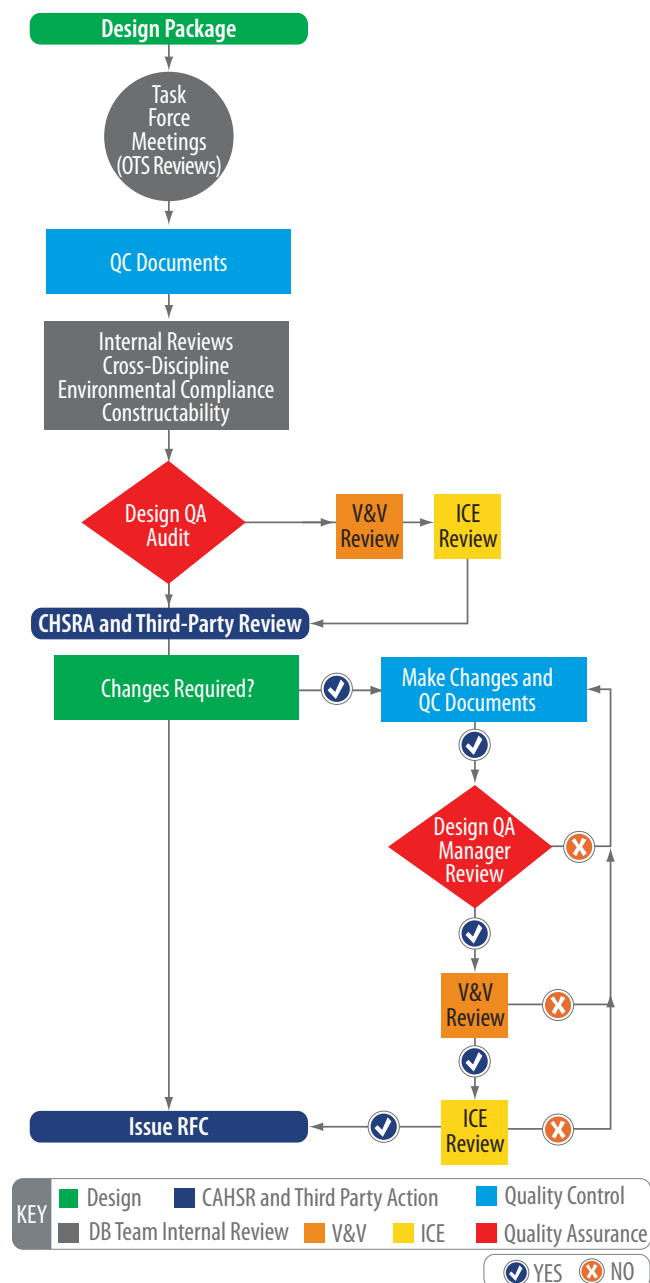 Design Package
Task
Force
Meetings
(OTS Reviews)
QC Documents
Internal Reviews
Cross-Discipline
Environmental Compliance
Constructability
Design QA
Audit
V&V
Review
ICE
Review
CHSRA and Third-Party Review
Changes Required?
Make Changes and
QC Documents
Design QA
Manager
Review
V&V
Review
Issue RFC
ICE
Review
KEY
Design
CAHSR and Third Party Action
Quality Control
DB Team Internal Review
V&V
ICE
Quality Assurance
YES
NO